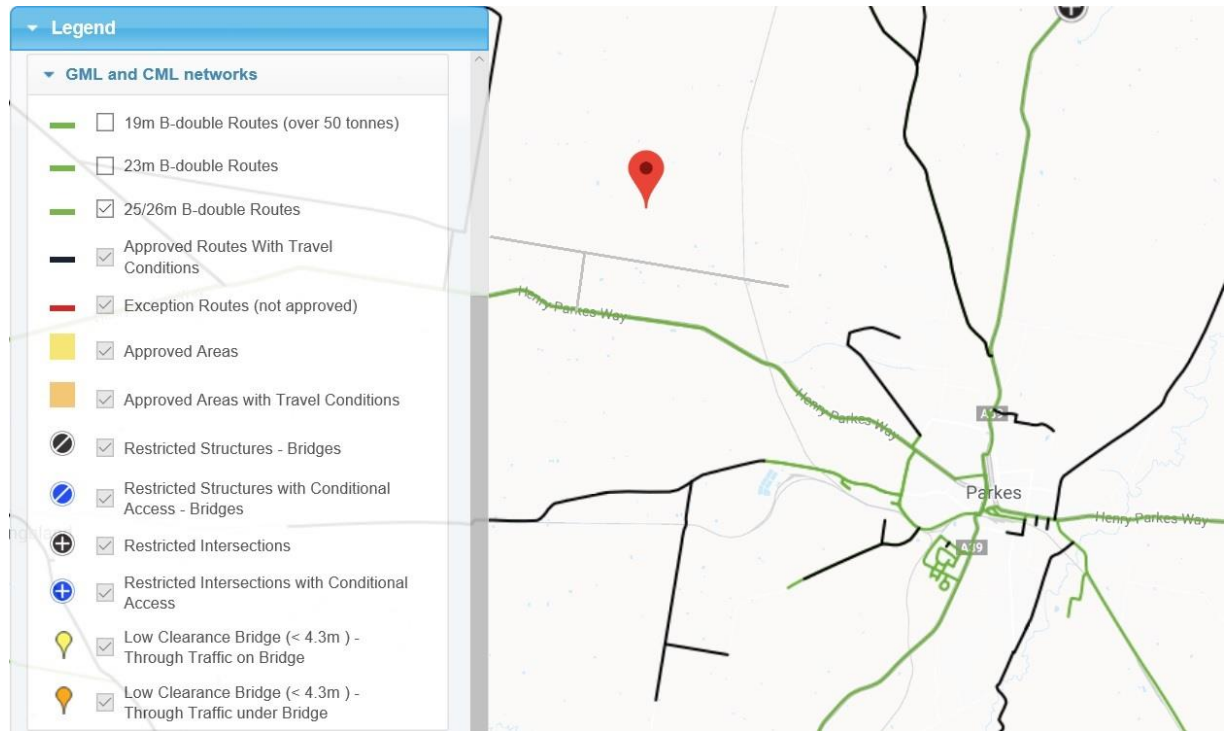 Legend
GML and CML networks
19m B-double Routes (over 50 tonnes)
23m B-double Routes
25/26m B-double Routes
Approved Routes With Travel
Conditions
Exception Routes (not approved)
Approved Areas
Approved Areas with Travel Conditions
Restricted Structures - Bridges
Restricted Structures with Conditional
Access - Bridges
Restricted Intersections
Restricted Intersections with Conditional
Access
Low Clearance Bridge (< 4.3m ) -
Through Traffic on Bridge
Low Clearance Bridge (< 4.3m ) -
Through Traffic under Bridge
Henry Parkes Way
Henry Parkes Way
Parkes
Henry Parkes Way
A39